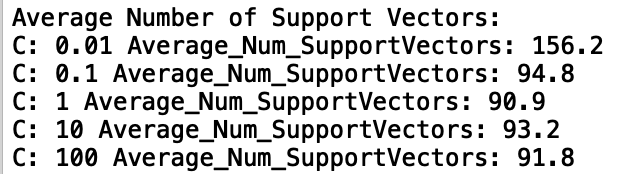 Average Number of Support Vectors:
C: 0.01 Average_Num_SupportVectors: 156.2
C: 0.1 Average_Num_SupportVectors: 94.8
C: 1 Average_Num_SupportVectors: 90.9
C: 10 Average_Num_SupportVectors: 93.2
C: 100 Average_Num_SupportVectors: 91.8